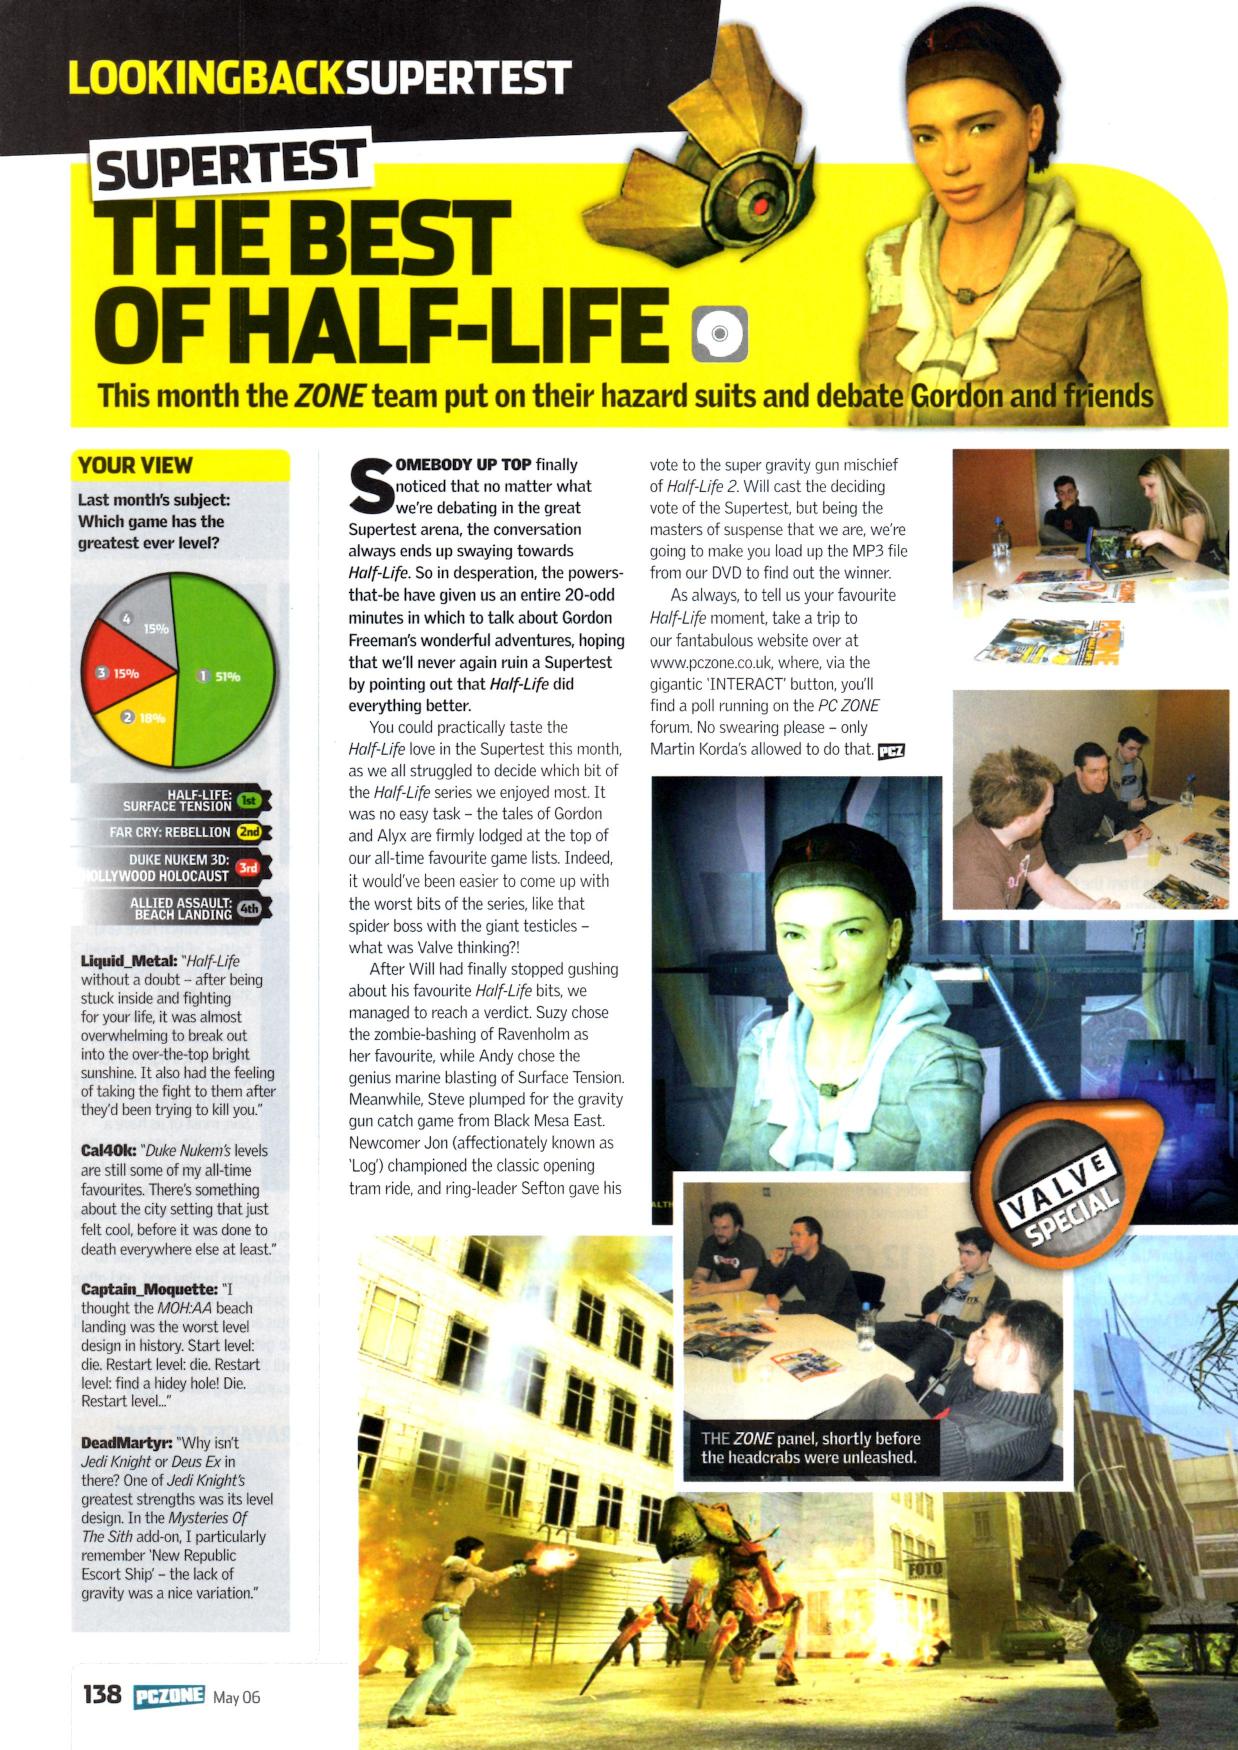 LOOKINGBACKSUPERTEST
SUPERTEST
THE BEST
OF HALF-LIFE
This month the ZONE team put on their hazard suits and debate Gordon and friends
YOUR VIEW
Last month's subject:
Which game has the
greatest ever level?
4 15%
3 15%
1 51%
2 18%
HALF-LIFE:
SURFACE TENSION 1st
FAR CRY: REBELLION 2nd
DUKE NUKEM 3D:
HOLLYWOOD HOLOCAUST 3rd
ALLIED ASSAULT:
BEACH LANDING 4th
Liquid_Metal: "Half-Life
without a doubt – after being
stuck inside and fighting
for your life, it was almost
overwhelming to break out
into the over-the-top bright
sunshine. It also had the feeling
of taking the fight to them after
they'd been trying to kill you."
Cal40k: "Duke Nukem's levels
are still some of my all-time
favourites. There's something
about the city setting that just
felt cool, before it was done to
death everywhere else at least."
Captain_Moquette: "I
thought the MOH:AA beach
landing was the worst level
design in history. Start level:
die. Restart level: die. Restart
level: find a hidey hole! Die.
Restart level..."
DeadMartyr: "Why isn't
Jedi Knight or Deus Ex in
there? One of Jedi Knight's
greatest strengths was its level
design. In the Mysteries Of
The Sith add-on, I particularly
remember 'New Republic
Escort Ship' – the lack of
gravity was a nice variation."
SOMEBODY UP TOP finally
noticed that no matter what
we're debating in the great
Supertest arena, the conversation
always ends up swaying towards
Half-Life. So in desperation, the powers-
that-be have given us an entire 20-odd
minutes in which to talk about Gordon
Freeman's wonderful adventures, hoping
that we'll never again ruin a Supertest
by pointing out that Half-Life did
everything better.
You could practically taste the
Half-Life love in the Supertest this month,
as we all struggled to decide which bit of
the Half-Life series we enjoyed most. It
was no easy task – the tales of Gordon
and Alyx are firmly lodged at the top of
our all-time favourite game lists. Indeed,
it would've been easier to come up with
the worst bits of the series, like that
spider boss with the giant testicles –
what was Valve thinking?!
After Will had finally stopped gushing
about his favourite Half-Life bits, we
managed to reach a verdict. Suzy chose
the zombie-bashing of Ravenholm as
her favourite, while Andy chose the
genius marine blasting of Surface Tension.
Meanwhile, Steve plumped for the gravity
gun catch game from Black Mesa East.
Newcomer Jon (affectionately known as
'Log') championed the classic opening
tram ride, and ring-leader Sefton gave his
vote to the super gravity gun mischief
of Half-Life 2. Will cast the deciding
vote of the Supertest, but being the
masters of suspense that we are, we're
going to make you load up the MP3 file
from our DVD to find out the winner.
As always, to tell us your favourite
Half-Life moment, take a trip to
our fantabulous website over at
www.pczone.co.uk, where, via the
gigantic 'INTERACT' button, you'll
find a poll running on the PC ZONE
forum. No swearing please – only
Martin Korda's allowed to do that. PCZ
VALVE
SPECIAL
THE ZONE panel, shortly before
the headcrabs were unleashed.
FOTO
138 PCZONE May 06